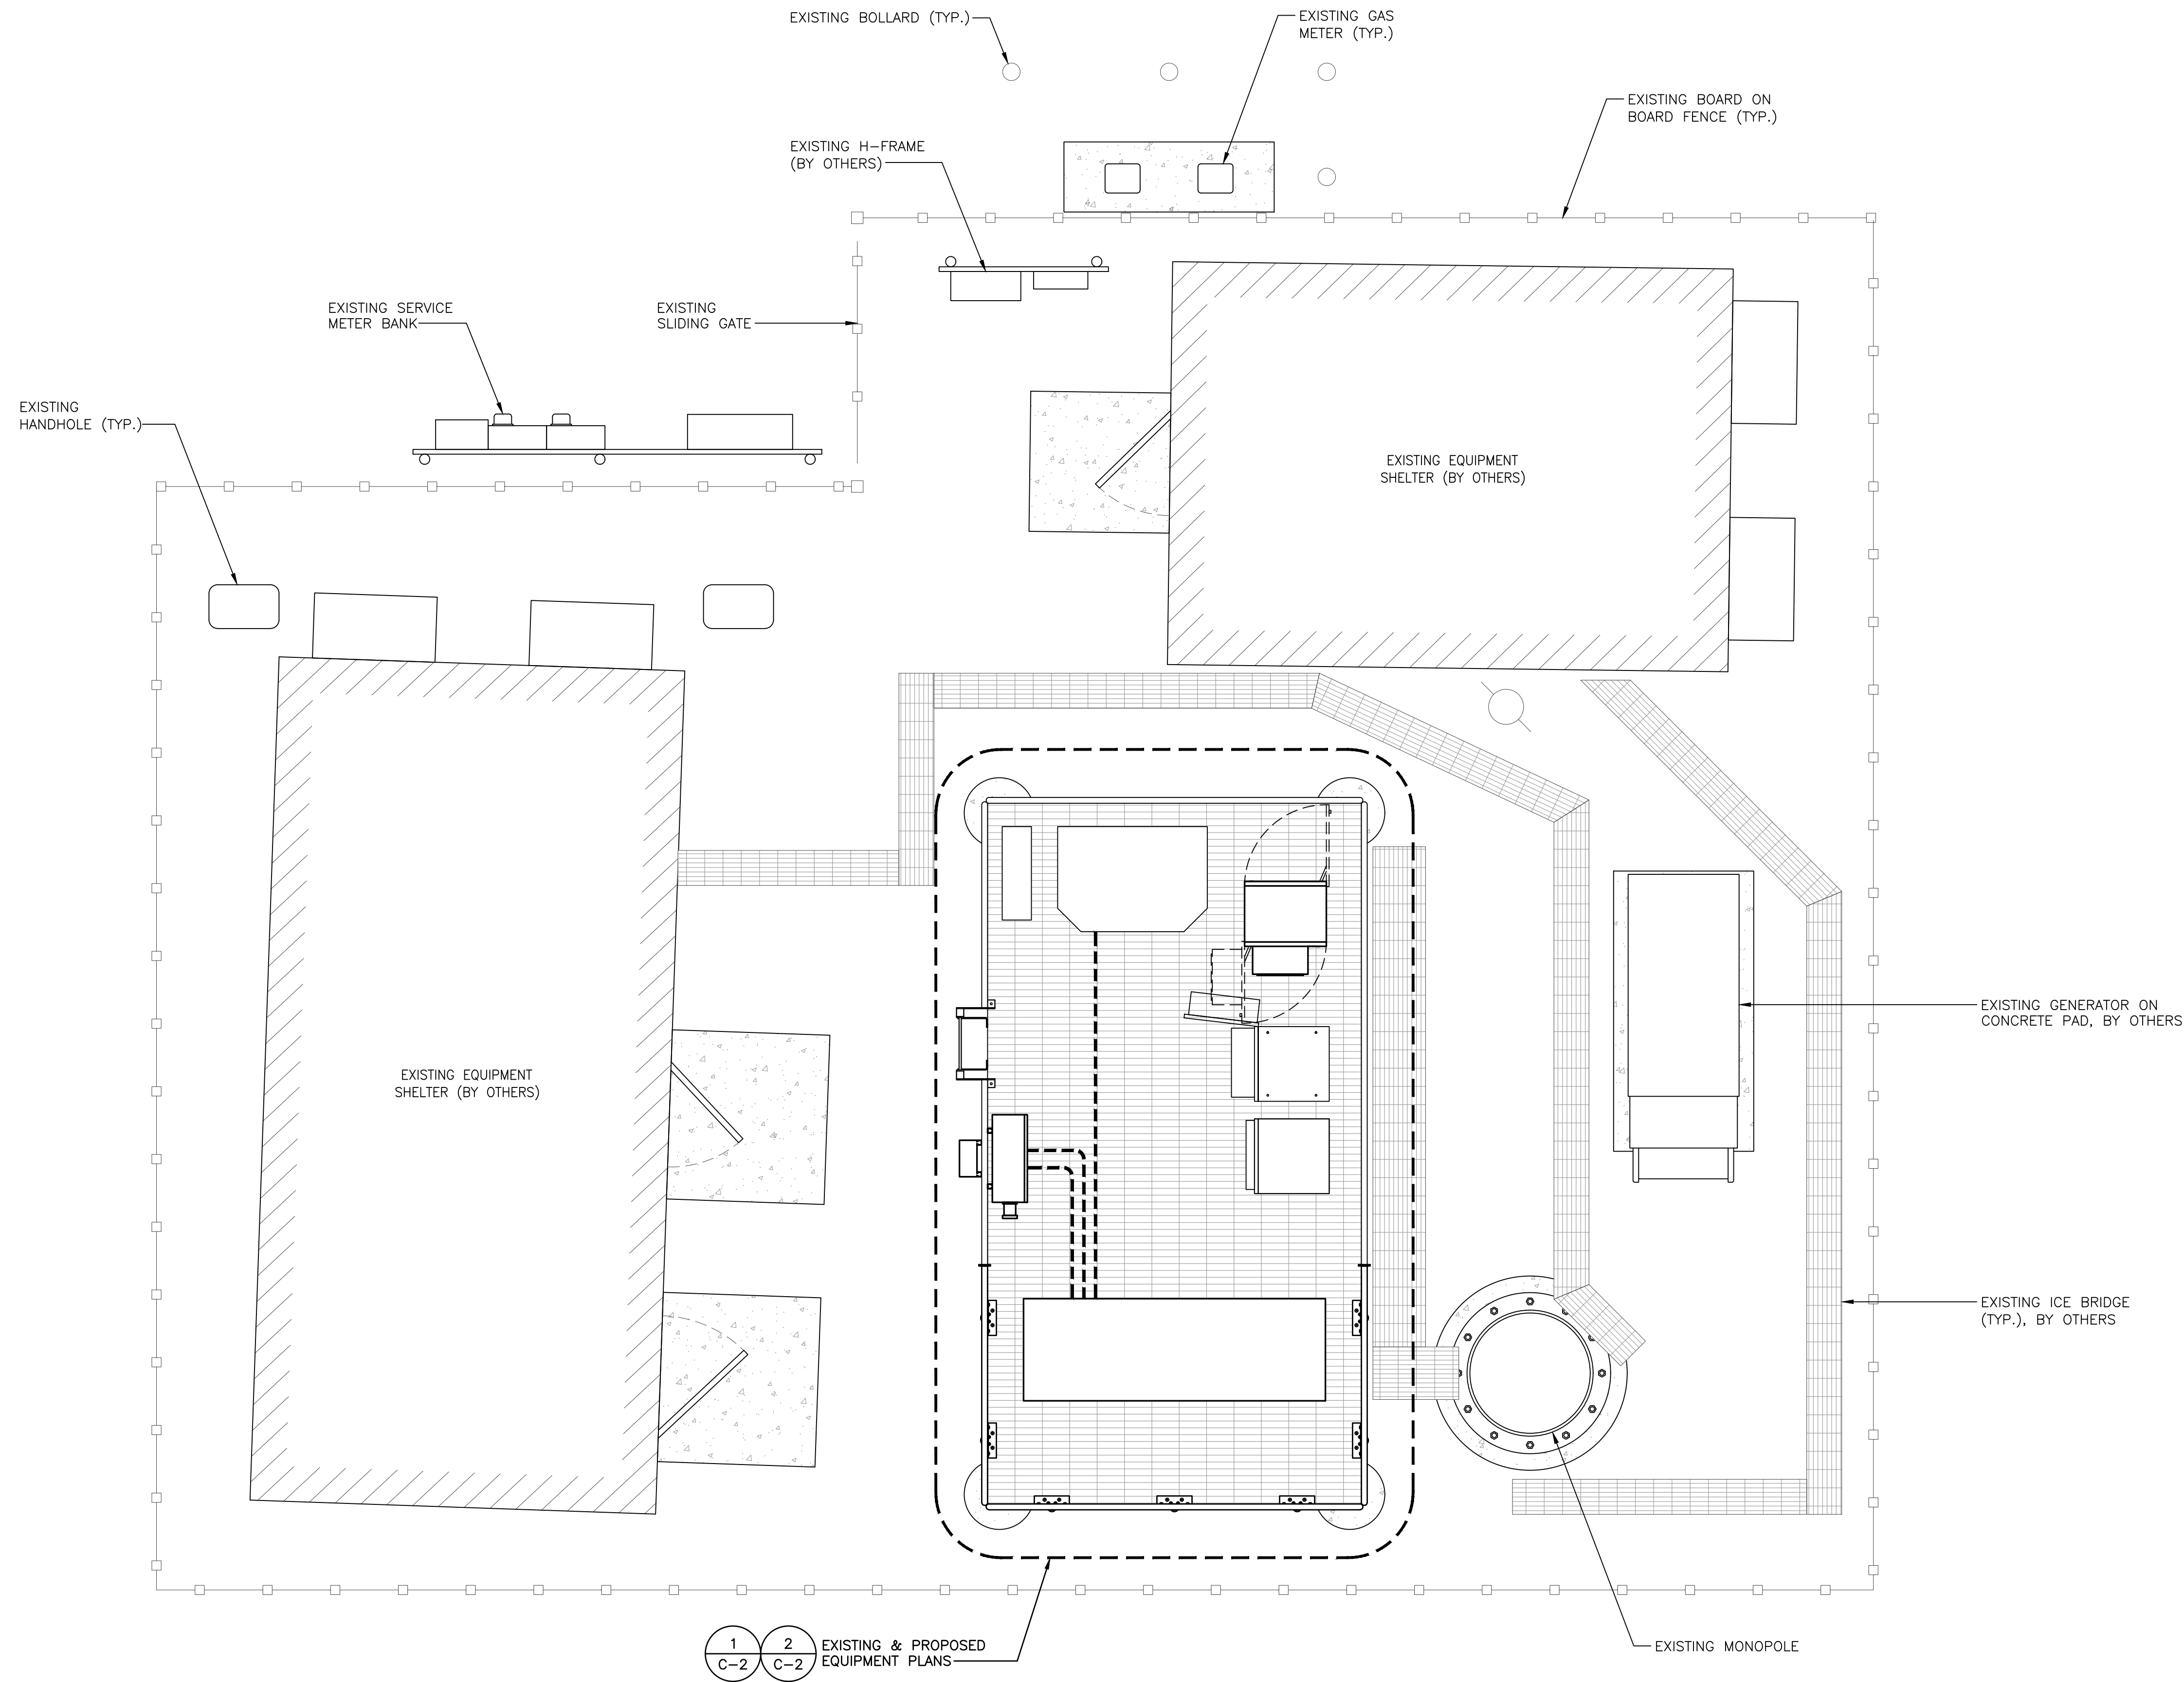 EXISTING BOLLARD (TYP.)
EXISTING GAS
METER (TYP.)
EXISTING BOARD ON
BOARD FENCE (TYP.)
EXISTING H-FRAME
(BY OTHERS)
EXISTING SERVICE
METER BANK
EXISTING
SLIDING GATE
EXISTING
HANDHOLE (TYP.)
EXISTING EQUIPMENT
SHELTER (BY OTHERS)
EXISTING GENERATOR ON
CONCRETE PAD, BY OTHERS
EXISTING EQUIPMENT
SHELTER (BY OTHERS)
EXISTING ICE BRIDGE
(TYP.), BY OTHERS
1
C-2
2
C-2
EXISTING & PROPOSED
EQUIPMENT PLANS
EXISTING MONOPOLE